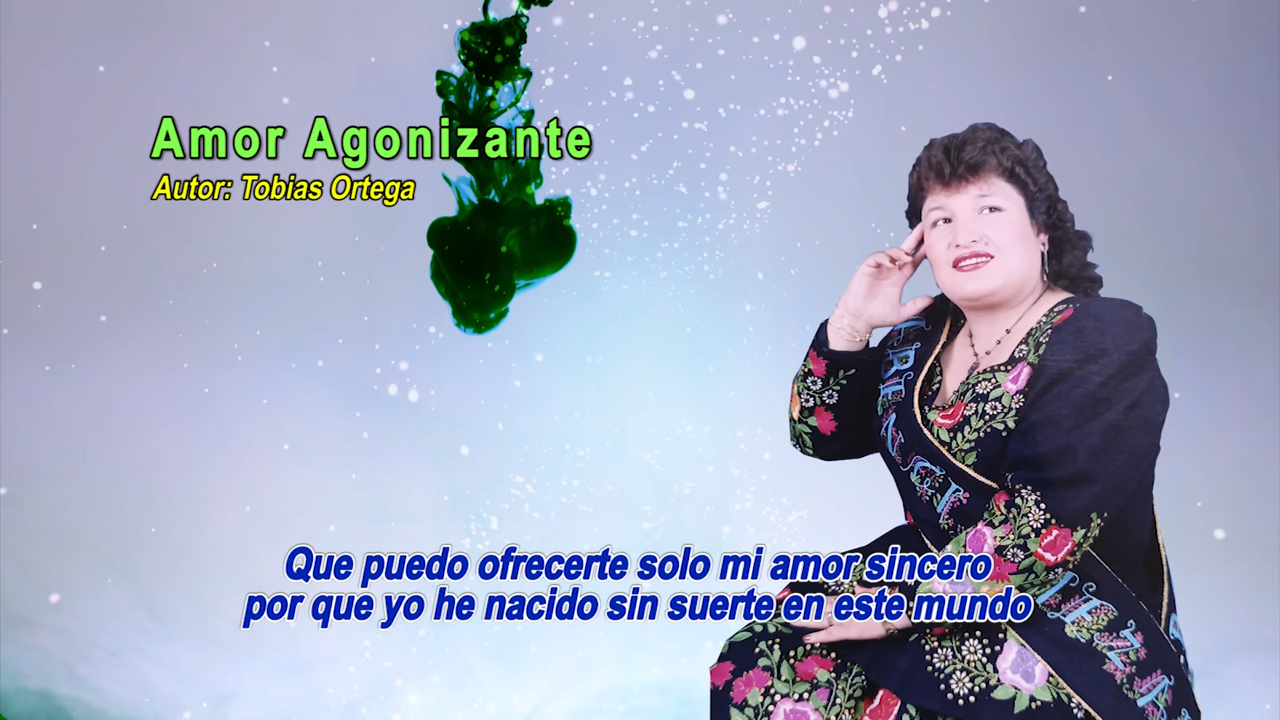 Amor Agonizante
Autor: Tobias Ortega
Que puedo ofrecerte solo mi amor sincero
por que yo he nacido sin suerte en este mundo